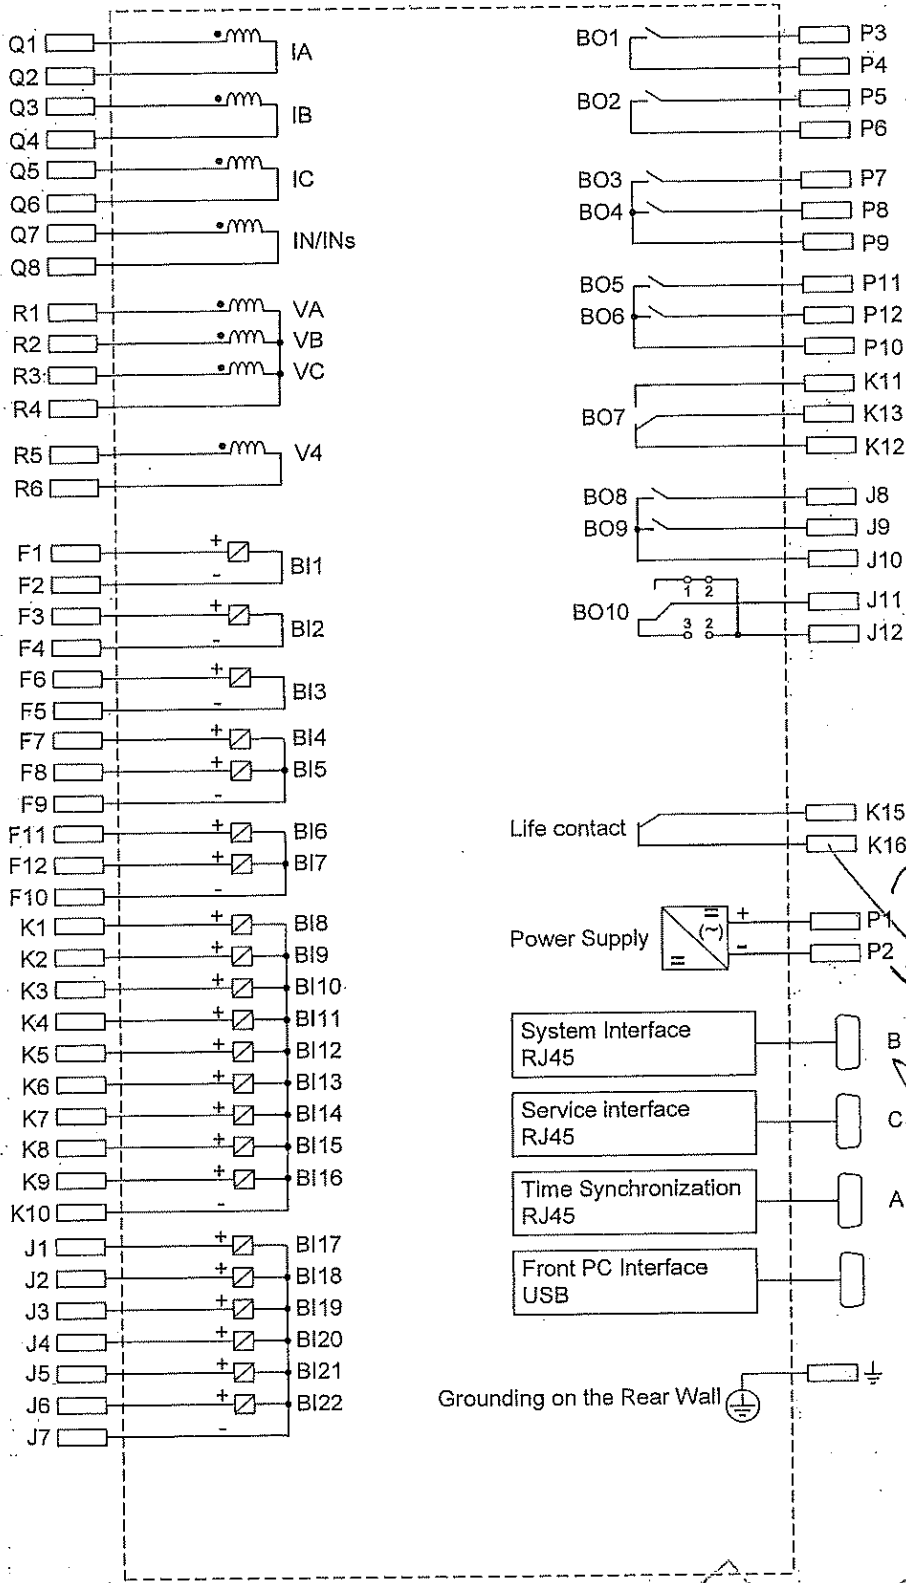 Q1 IA
Q2
Q3 IB
Q4
Q5 IC
Q6
Q7 IN/INs
Q8
R1 VA
R2 VB
R3 VC
R4
R5 V4
R6
F1 + BI1
F2 -
F3 + BI2
F4 -
F6 + BI3
F5 -
F7 + BI4
F8 + BI5
F9 -
F11 + BI6
F12 + BI7
F10 -
K1 + BI8
K2 + BI9
K3 + BI10
K4 + BI11
K5 + BI12
K6 + BI13
K7 + BI14
K8 + BI15
K9 + BI16
K10 -
J1 + BI17
J2 + BI18
J3 + BI19
J4 + BI20
J5 + BI21
J6 + BI22
J7 -
BO1 P3
P4
BO2 P5
P6
BO3 P7
BO4 P8
P9
BO5 P11
BO6 P12
P10
K11
BO7 K13
K12
BO8 J8
BO9 J9
J10
1 2
BO10 J11
3 2 J12
Life contact K15
K16
Power Supply (~) + P1
- P2
System Interface
RJ45
B
Service interface
RJ45
C
Time Synchronization
RJ45
A
Front PC Interface
USB
Grounding on the Rear Wall